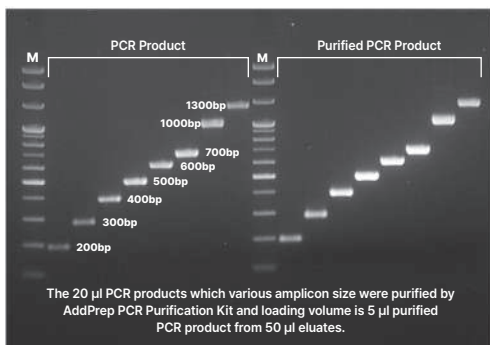 PCR Product
Purified PCR Product
M
M
1300bp
1000bp
700bp
600bp
500bp
400bp
300bp
200bp
The 20 µl PCR products which various amplicon size were purified by
AddPrep PCR Purification Kit and loading volume is 5 µl purified
PCR product from 50 µl eluates.